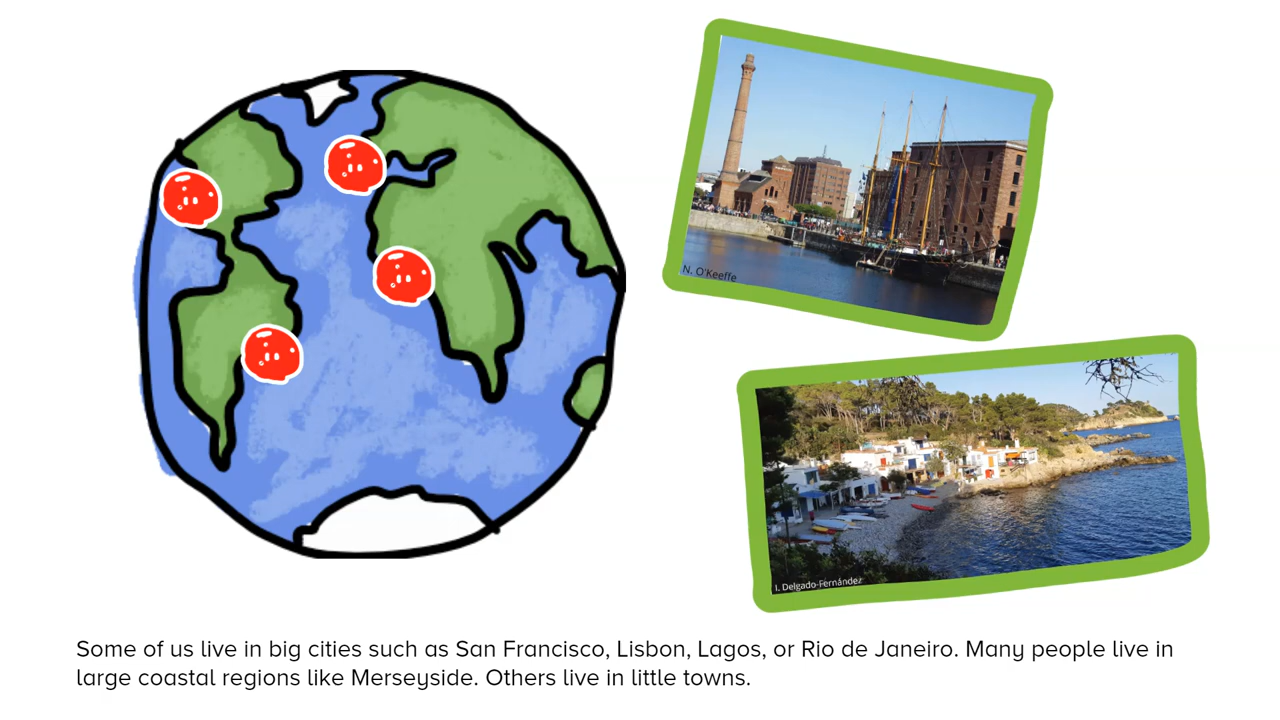 N. O'Keeffe
I. Delgado-Fernández
Some of us live in big cities such as San Francisco, Lisbon, Lagos, or Rio de Janeiro. Many people live in
large coastal regions like Merseyside. Others live in little towns.